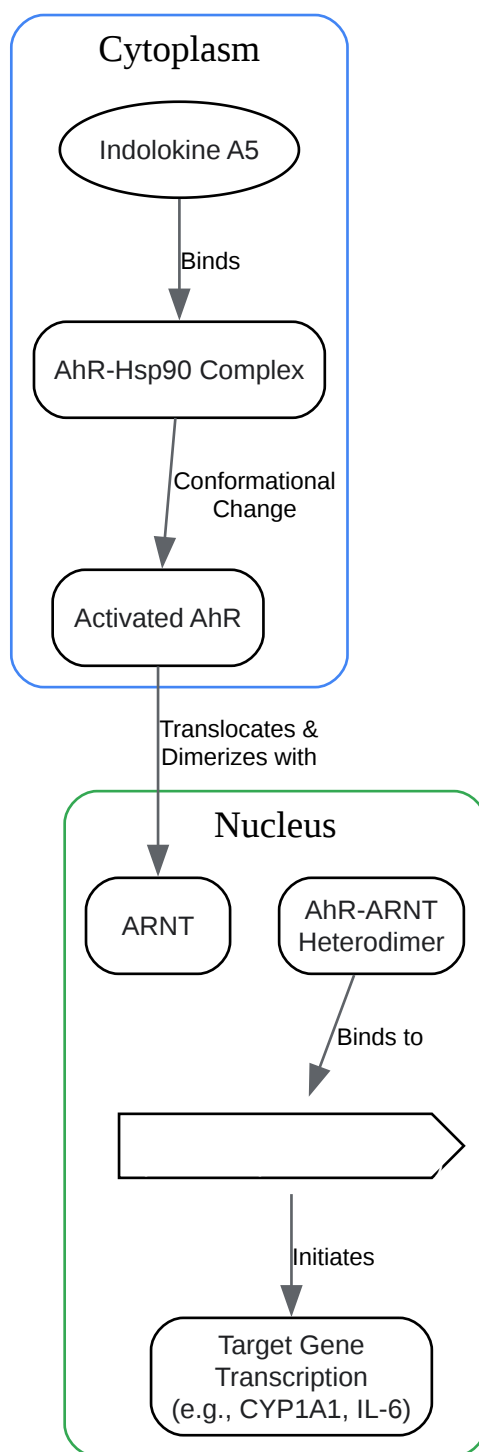 Cytoplasm
Indolokine A5
Binds
AhR-Hsp90 Complex
Conformational
Change
Activated AhR
Translocates &
Dimerizes with
Nucleus
ARNT
AhR-ARNT
Heterodimer
Binds to
Initiates
Target Gene
Transcription
(e.g., CYP1A1, IL-6)